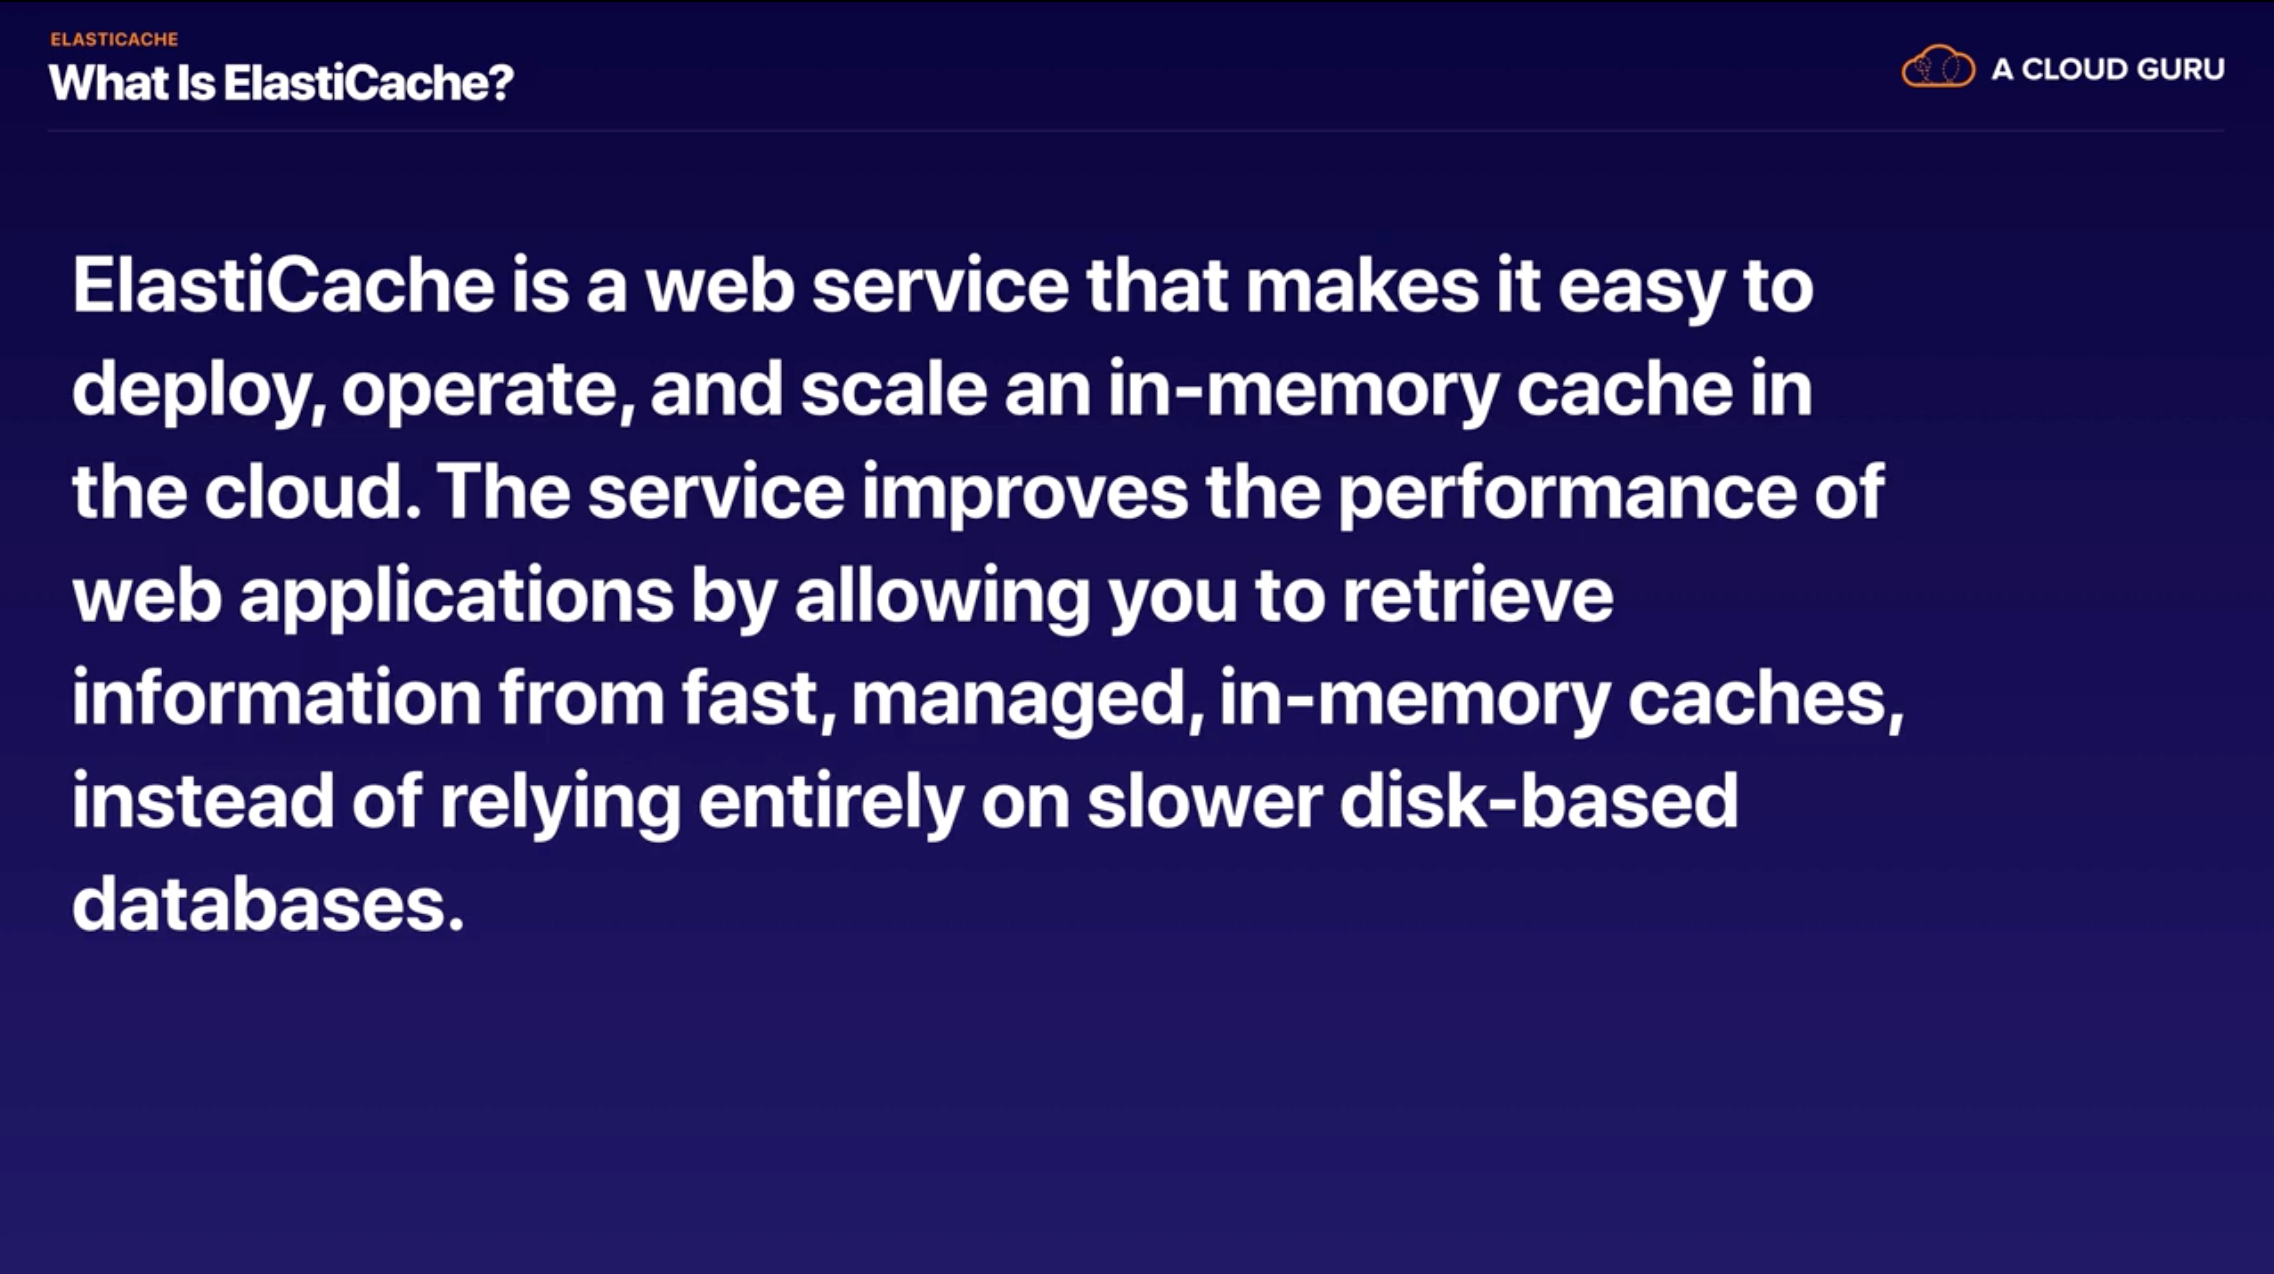 ELASTICACHE
What Is ElastiCache?
A CLOUD GURU
ElastiCache is a web service that makes it easy to
deploy, operate, and scale an in-memory cache in
the cloud. The service improves the performance of
web applications by allowing you to retrieve
information from fast, managed, in-memory caches,
instead of relying entirely on slower disk-based
databases.